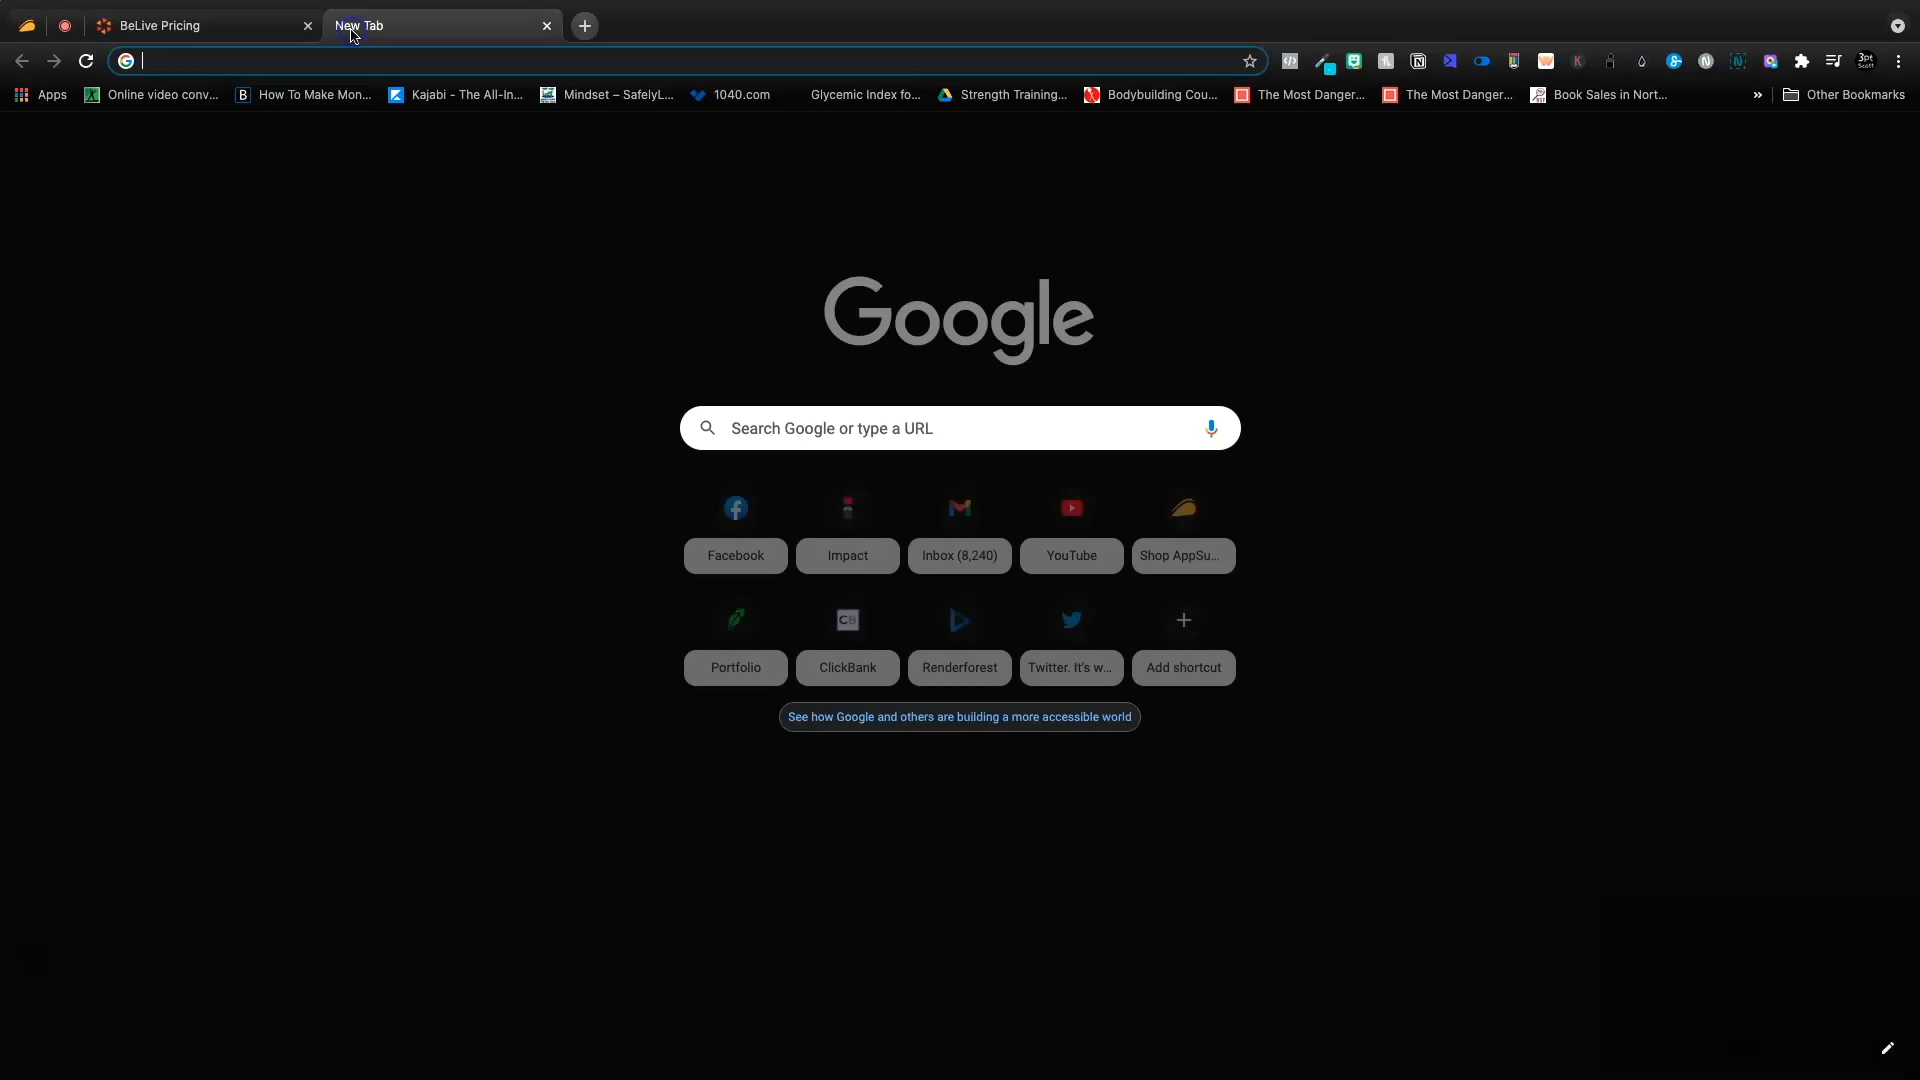 BeLive Pricing
New Tab
Apps
Online video conv...
How To Make Mon...
Kajabi - The All-In...
Mindset – SafelyL...
1040.com
Glycemic Index fo...
Strength Training...
Bodybuilding Cou...
The Most Danger...
The Most Danger...
Book Sales in Nort...
»
Other Bookmarks
Google
Search Google or type a URL
Facebook
Impact
Inbox (8,240)
YouTube
Shop AppSu...
CB
Portfolio
ClickBank
Renderforest
Twitter. It's w...
Add shortcut
See how Google and others are building a more accessible world